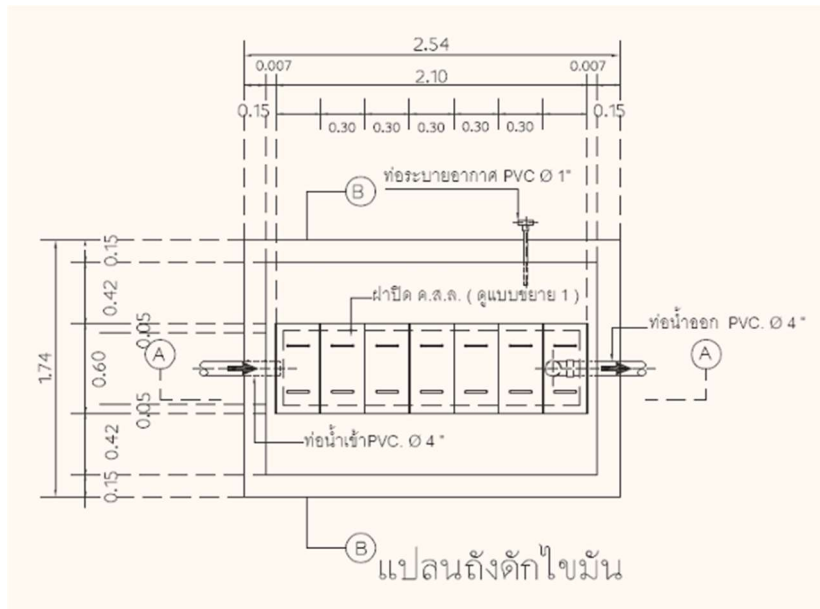 2.54
0.007 0.007
2.10
0.15 0.15
0.30 0.30 0.30 0.30 0.30
ท่อระบายอากาศ PVC Ø 1"
B
0.15
0.42
ฝาปิด ค.ส.ล. ( ดูแบบขยาย 1 )
ท่อน้ำออก PVC. Ø 4"
0.05
A A
1.74
0.60
0.05
0.42
ท่อน้ำเข้าPVC. Ø 4"
0.15
B
แปลนถังดักไขมัน